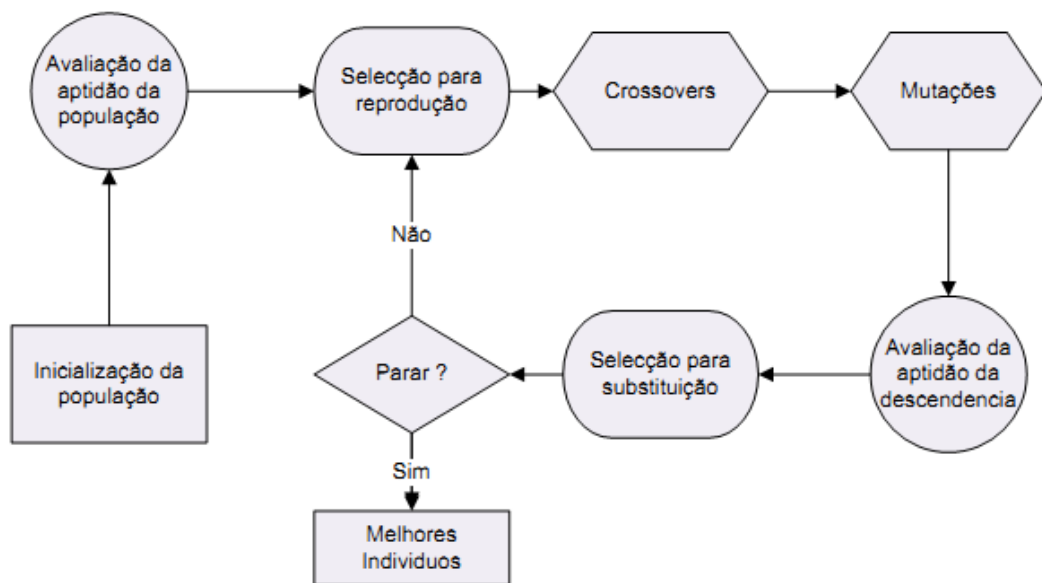 Avaliação da
aptidão da
população
Selecção para
reprodução
Crossovers
Mutações
Não
Inicialização da
população
Parar ?
Selecção para
substituição
Avaliação da
aptidão da
descendencia
Sim
Melhores
Individuos